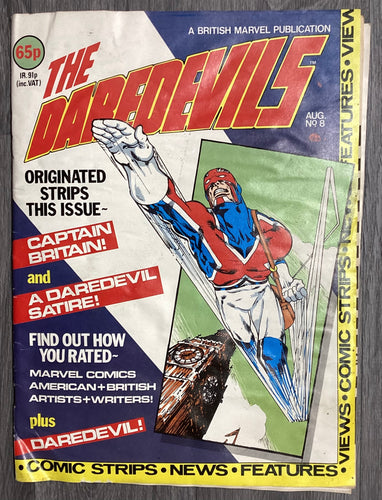 65p
IR. 91p
(inc. VAT)
A BRITISH MARVEL PUBLICATION
THE
DAREDEVILS
TM
AUG.
No 8
ORIGINATED
STRIPS
THIS ISSUE~
CAPTAIN
BRITAIN!
and
A DAREDEVIL
SATIRE!
FIND OUT HOW
YOU RATED~
MARVEL COMICS
AMERICAN+BRITISH
ARTISTS+WRITERS!
plus
DAREDEVIL!
•COMIC STRIPS•NEWS•FEATURES•
VIEWS•COMIC STRIPS•NEWS•FEATURES•VIEW